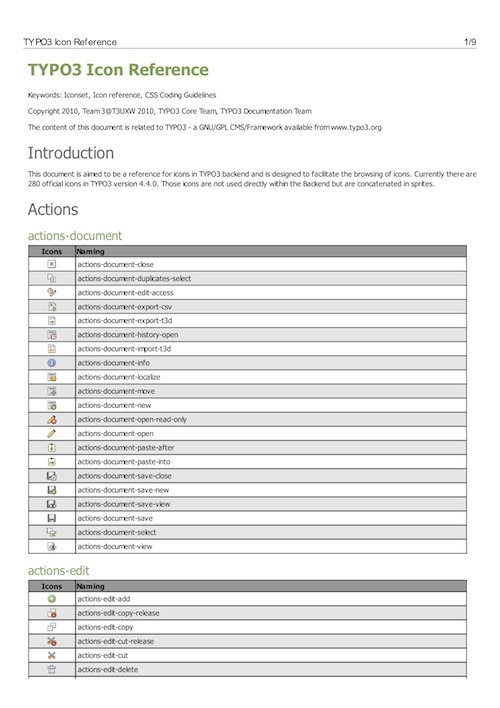 TYPO3 Icon Reference 1/9
TYPO3 Icon Reference
Keywords: Iconset, Icon reference, CSS Coding Guidelines
Copyright 2010, Team 3@T3UXW 2010, TYPO3 Core Team, TYPO3 Documentation Team
The content of this document is related to TYPO3 - a GNU/GPL CMS/Framework available from www.typo3.org
Introduction
This document is aimed to be a reference for icons in TYPO3 backend and is designed to facilitate the browsing of icons. Currently there are
280 official icons in TYPO3 version 4.4.0. Those icons are not used directly within the Backend but are concatenated in sprites.
Actions
actions-document
Icons Naming
actions-document-close
actions-document-duplicates-select
actions-document-edit-access
actions-document-export-csv
actions-document-export-t3d
actions-document-history-open
actions-document-import-t3d
actions-document-info
actions-document-localize
actions-document-move
actions-document-new
actions-document-open-read-only
actions-document-open
actions-document-paste-after
actions-document-paste-into
actions-document-save-close
actions-document-save-new
actions-document-save-view
actions-document-save
actions-document-select
actions-document-view
actions-edit
Icons Naming
actions-edit-add
actions-edit-copy-release
actions-edit-copy
actions-edit-cut-release
actions-edit-cut
actions-edit-delete